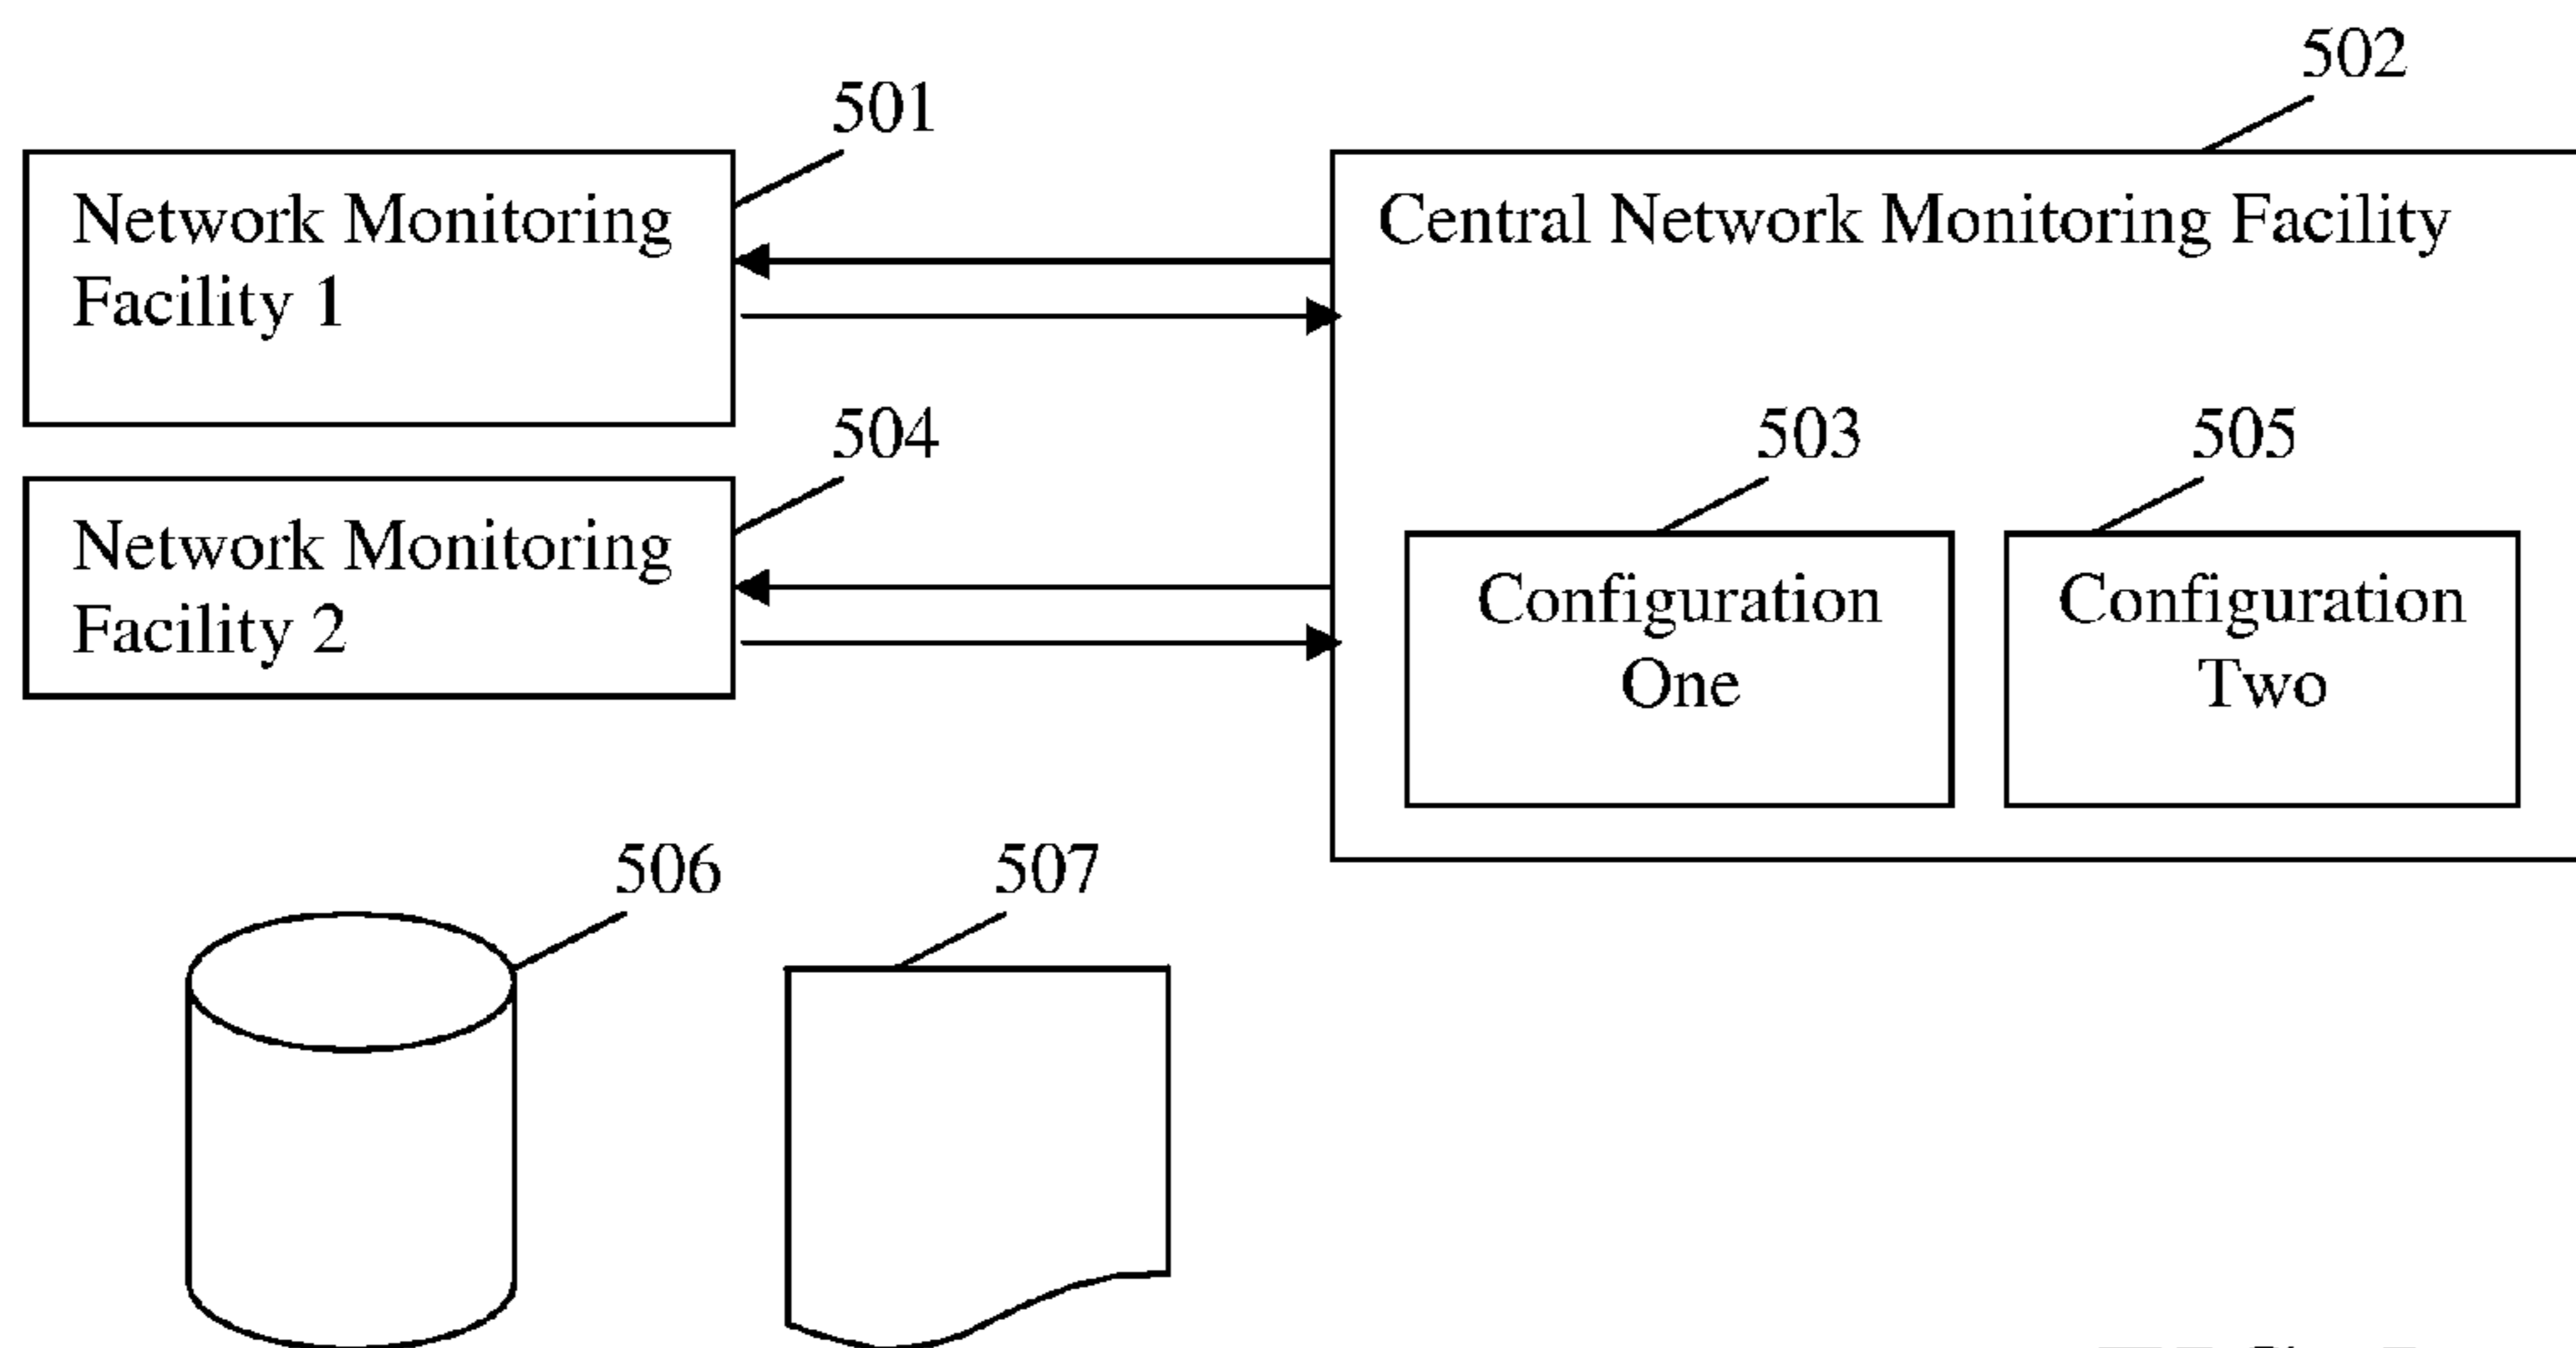 502
501
Network Monitoring
Facility 1
Central Network Monitoring Facility
504
503
505
Network Monitoring
Facility 2
Configuration
One
Configuration
Two
506
507